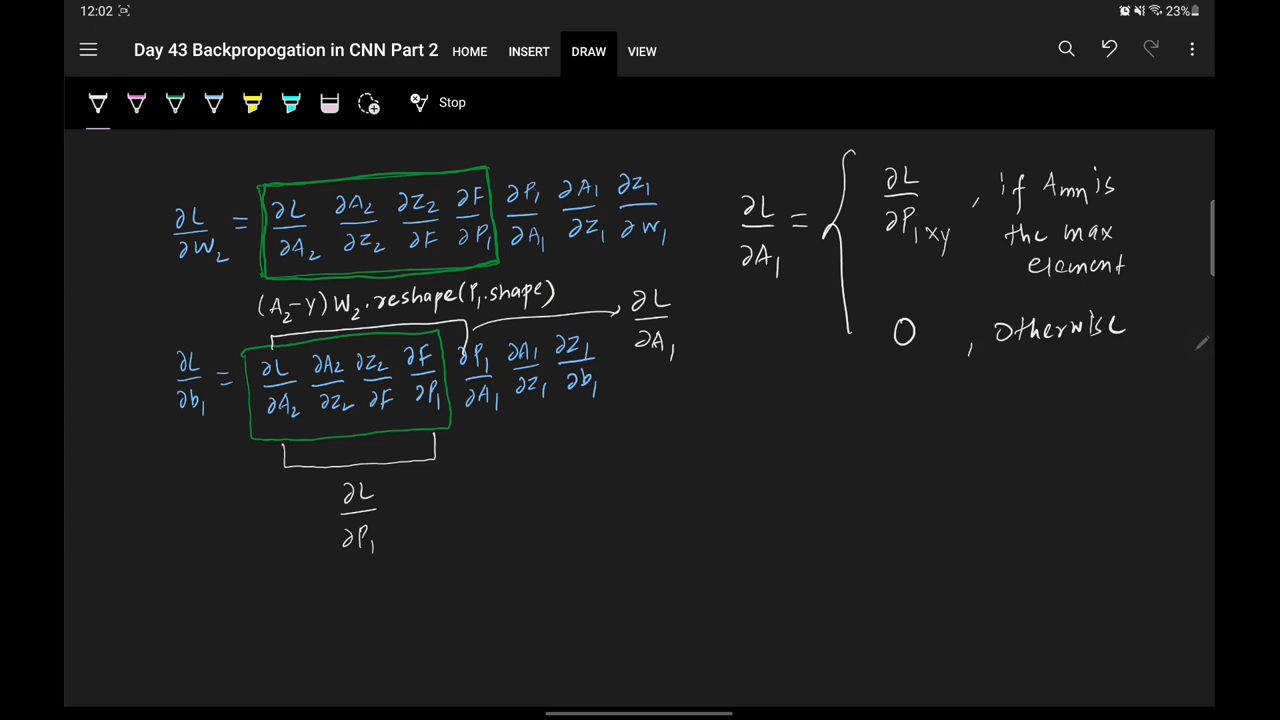 12:02 23%
Day 43 Backpropogation in CNN Part 2 HOME INSERT DRAW VIEW
Stop
∂L/∂W₂ = ∂L/∂A₂ ∂A₂/∂Z₂ ∂Z₂/∂F ∂F/∂P₁ ∂P₁/∂A₁ ∂A₁/∂Z₁ ∂Z₁/∂W₁
(A₂-Y)W₂.reshape(P₁.shape)
∂L/∂A₁
∂L/∂b₁ = ∂L/∂A₂ ∂A₂/∂Z₂ ∂Z₂/∂F ∂F/∂P₁ ∂P₁/∂A₁ ∂A₁/∂Z₁ ∂Z₁/∂b₁
∂L/∂P₁
∂L/∂A₁ = { ∂L/∂P₁xy , if Amn is
the max
element
0 , otherwise